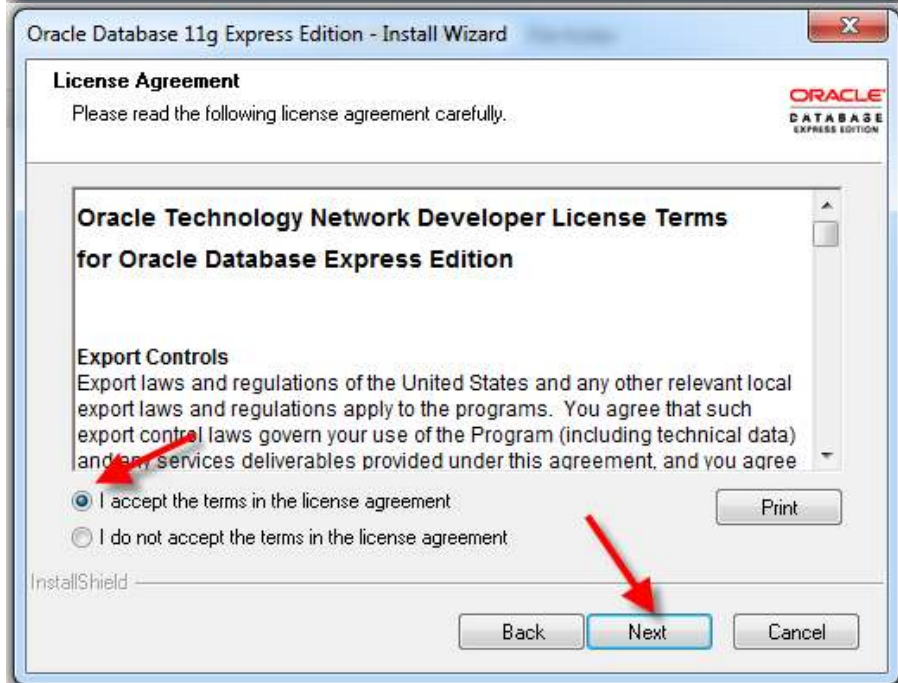 Oracle Database 11g Express Edition - Install Wizard
License Agreement
Please read the following license agreement carefully.
ORACLE
DATABASE
EXPRESS EDITION
Oracle Technology Network Developer License Terms
for Oracle Database Express Edition
Export Controls
Export laws and regulations of the United States and any other relevant local
export laws and regulations apply to the programs.  You agree that such
export control laws govern your use of the Program (including technical data)
and any services deliverables provided under this agreement, and you agree
I accept the terms in the license agreement
Print
I do not accept the terms in the license agreement
InstallShield
Back
Next
Cancel